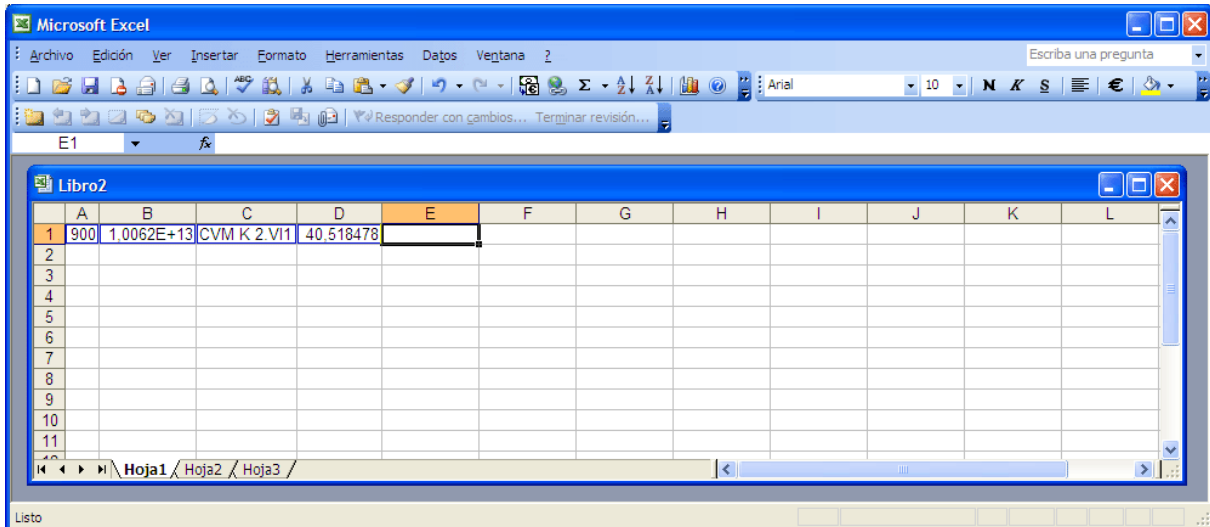 Microsoft Excel
Archivo Edición Ver Insertar Formato Herramientas Datos Ventana ? Escriba una pregunta
ABC Σ A Z Z A Arial 10 N K S €
Responder con cambios... Terminar revisión...
E1 fx
Libro2
A B C D E F G H I J K L
1 900 1,0062E+13 CVM K 2.VI1 40,518478
2
3
4
5
6
7
8
9
10
11
Hoja1 Hoja2 Hoja3
Listo